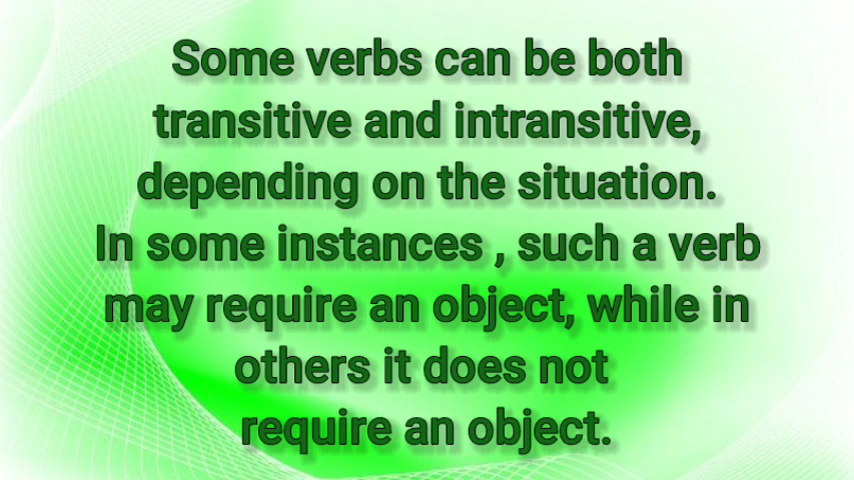 Some verbs can be both
transitive and intransitive,
depending on the situation.
In some instances , such a verb
may require an object, while in
others it does not
require an object.